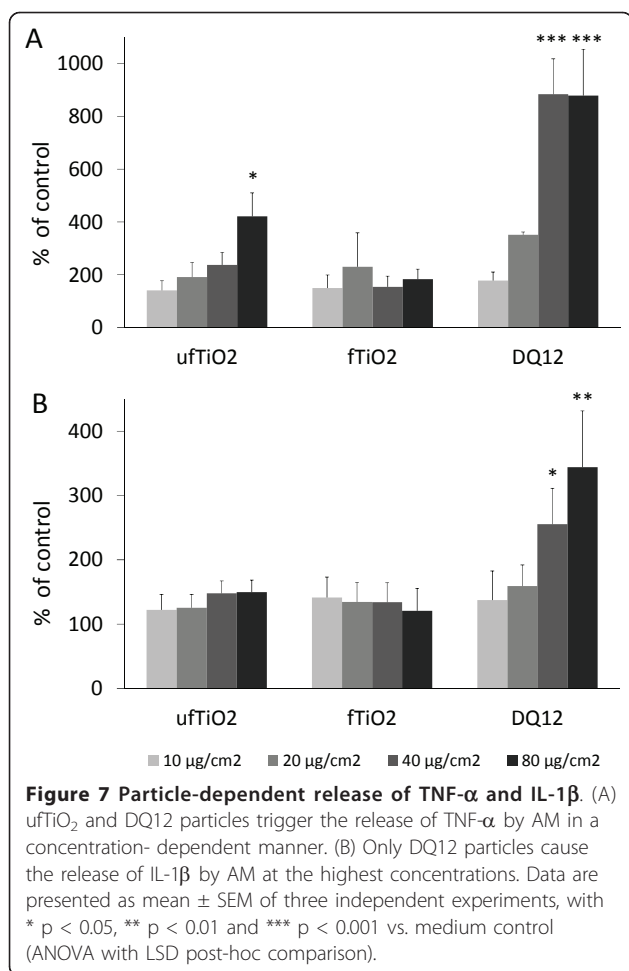 A
*** ***
1000
800
*
600
% of control
400
200
0
ufTiO2 fTiO2 DQ12
B
**
400
*
300
% of control
200
100
0
ufTiO2 fTiO2 DQ12
10 µg/cm2 20 µg/cm2 40 µg/cm2 80 µg/cm2
Figure 7 Particle-dependent release of TNF-α and IL-1β. (A)
ufTiO₂ and DQ12 particles trigger the release of TNF-α by AM in a
concentration- dependent manner. (B) Only DQ12 particles cause
the release of IL-1β by AM at the highest concentrations. Data are
presented as mean ± SEM of three independent experiments, with
* p < 0.05, ** p < 0.01 and *** p < 0.001 vs. medium control
(ANOVA with LSD post-hoc comparison).